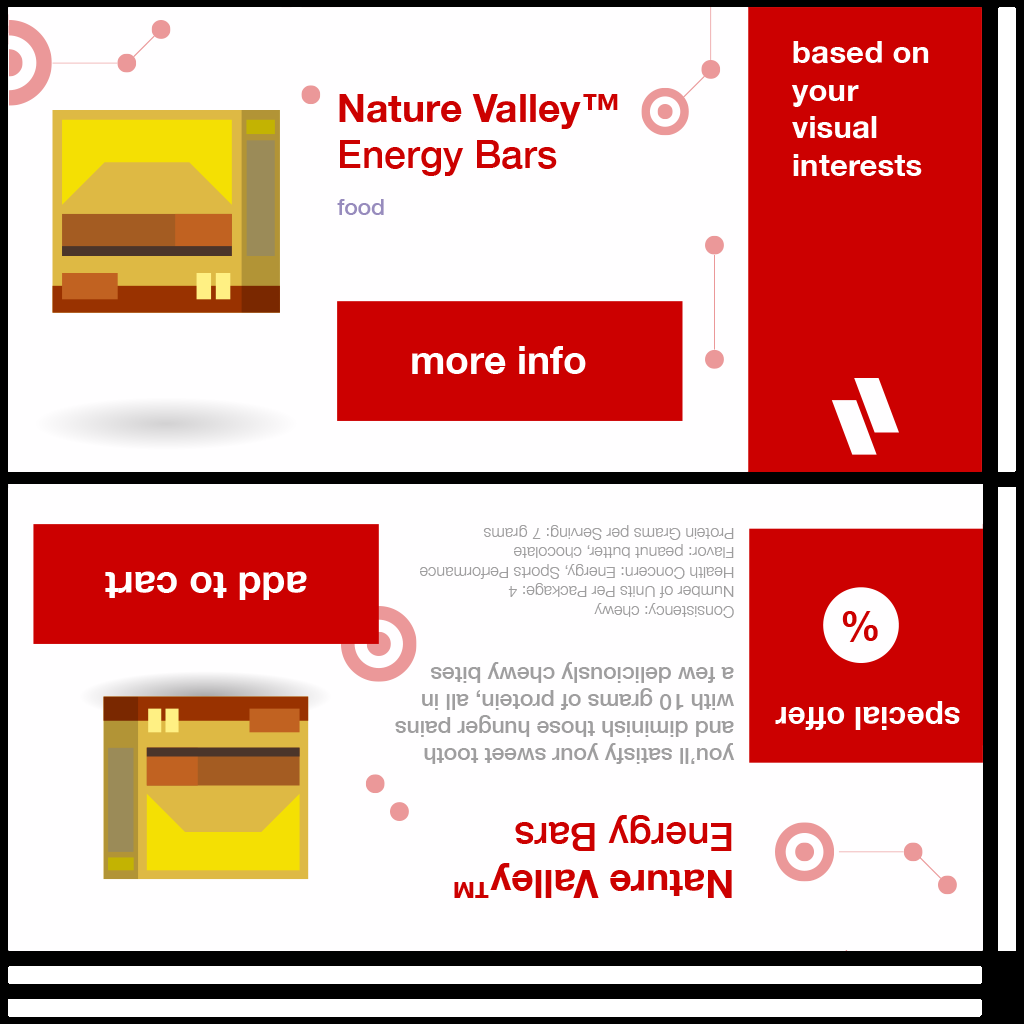 Nature Valley™
Energy Bars
food
more info
based on
your
visual
interests
Nature Valley™
Energy Bars
you'll satisfy your sweet tooth
and diminish those hunger pains
with 10 grams of protein, all in
a few deliciously chewy bites
Consistency: chewy
Number of Units Per Package: 4
Health Concern: Energy, Sports Performance
Flavor: peanut butter, chocolate
Protein Grams per Serving: 7 grams
special offer
%
add to cart